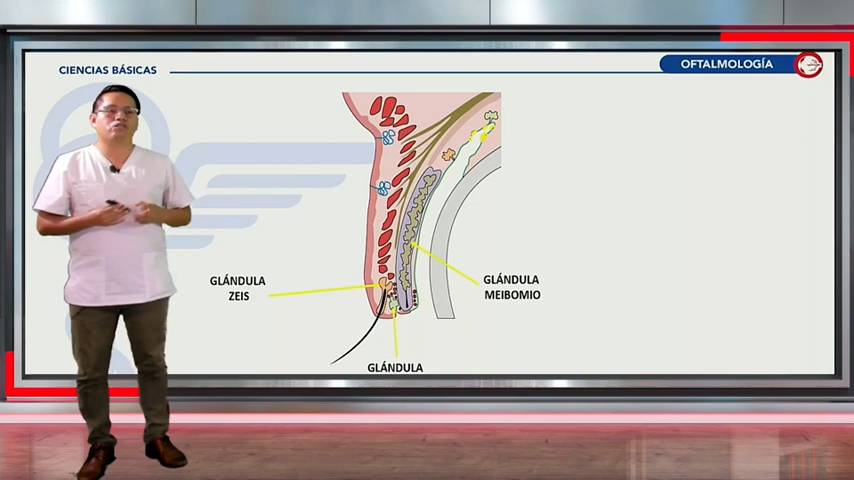 CIENCIAS BÁSICAS
OFTALMOLOGÍA
GLÁNDULA
ZEIS
GLÁNDULA
MEIBOMIO
GLÁNDULA